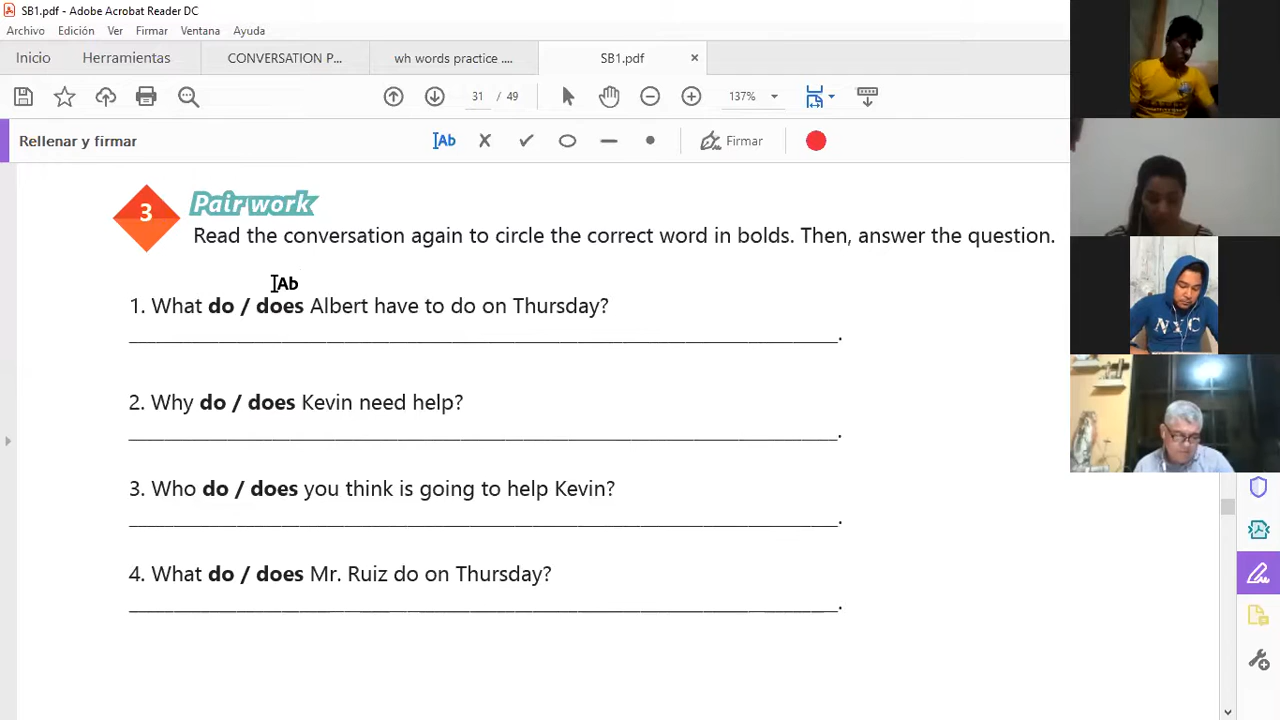 SB1.pdf - Adobe Acrobat Reader DC
Archivo Edición Ver Firmar Ventana Ayuda
Inicio Herramientas CONVERSATION P... wh words practice .... SB1.pdf ×
31 / 49 137%
Rellenar y firmar Ab Firmar
3 Pair work
Read the conversation again to circle the correct word in bolds. Then, answer the question.
Ab
1. What do / does Albert have to do on Thursday?
2. Why do / does Kevin need help?
3. Who do / does you think is going to help Kevin?
4. What do / does Mr. Ruiz do on Thursday?
NYC